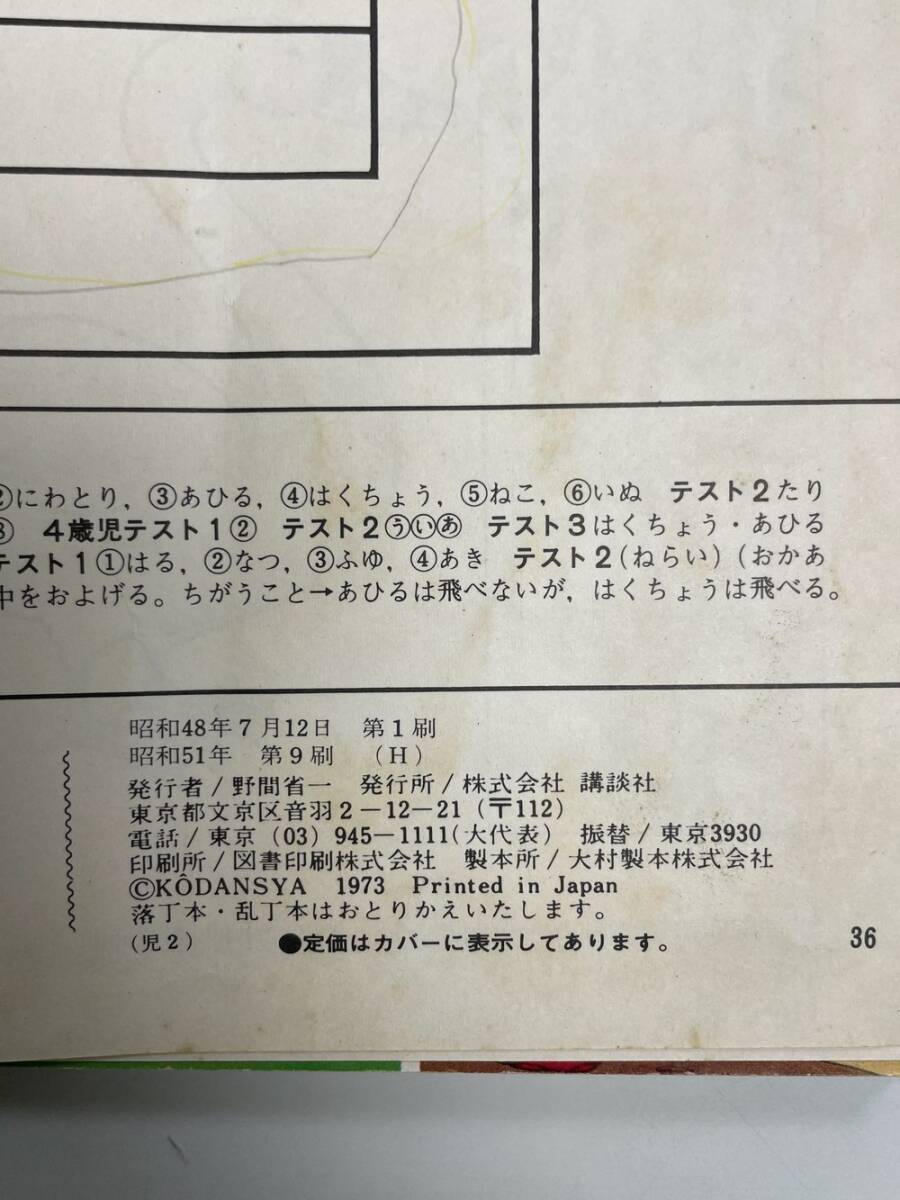 ②にわとり，③あひる，④はくちょう，⑤ねこ，⑥いぬ　テスト2たり
4歳児テスト1②　テスト2ういあ　テスト3はくちょう・あひる
テスト1①はる，②なつ，③ふゆ，④あき　テスト2(ねらい)(おかあ
中をおよげる。ちがうこと→あひるは飛べないが，はくちょうは飛べる。
昭和48年7月12日　第1刷
昭和51年　第9刷　(H)
発行者/野間省一　発行所/株式会社 講談社
東京都文京区音羽2-12-21(〒112)
電話/東京(03)945-1111(大代表)　振替/東京3930
印刷所/図書印刷株式会社　製本所/大村製本株式会社
©KÔDANSYA　1973　Printed in Japan
落丁本・乱丁本はおとりかえいたします。
(児2)　●定価はカバーに表示してあります。　36